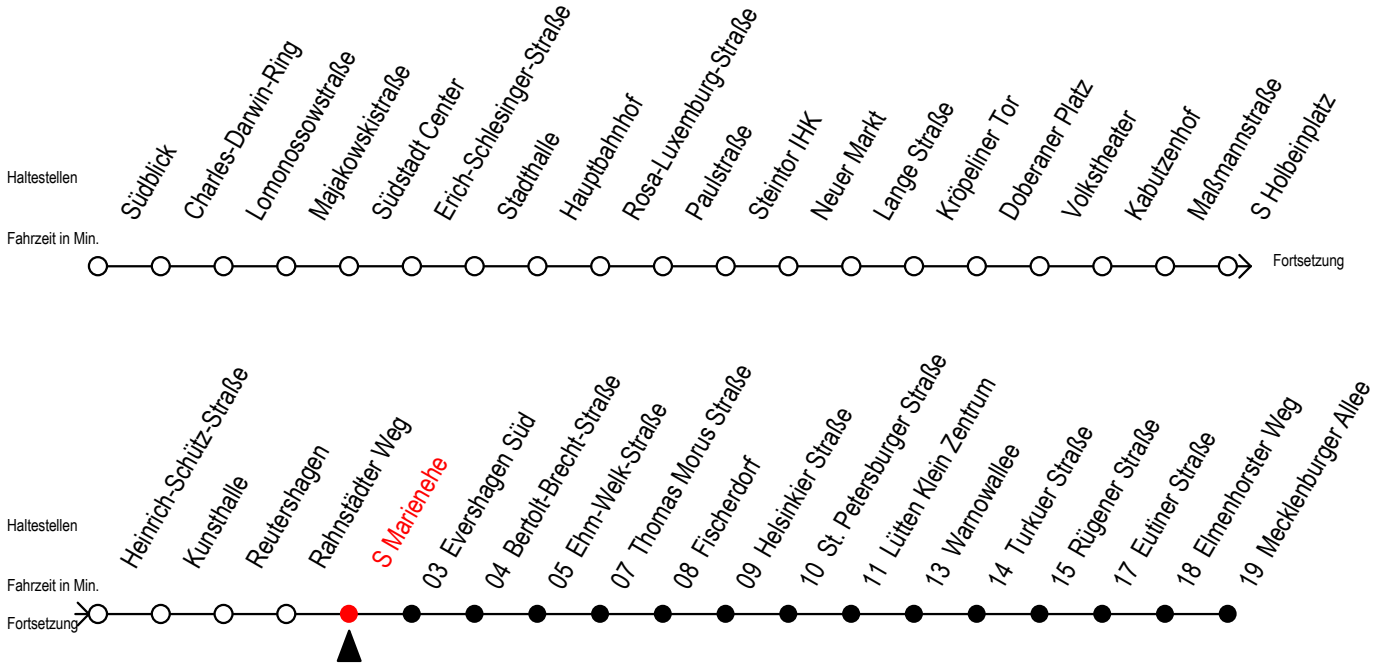 Haltestellen
Südblick
Charles-Darwin-Ring
Lomonossowstraße
Majakowskistraße
Südstadt Center
Erich-Schlesinger-Straße
Stadthalle
Hauptbahnhof
Rosa-Luxemburg-Straße
Paulstraße
Steintor IHK
Neuer Markt
Lange Straße
Kröpeliner Tor
Doberaner Platz
Volkstheater
Kabutzenhof
Maßmannstraße
S Holbeinplatz
Fahrzeit in Min.
Fortsetzung
Haltestellen
Heinrich-Schütz-Straße
Kunsthalle
Reutershagen
Rahnstädter Weg
S Marienehe
03 Evershagen Süd
04 Bertolt-Brecht-Straße
05 Ehm-Welk-Straße
07 Thomas Morus Straße
08 Fischerdorf
09 Helsinkier Straße
10 St. Petersburger Straße
11 Lütten Klein Zentrum
13 Warnowallee
14 Turkuer Straße
15 Rügener Straße
17 Eutiner Straße
18 Elmenhorster Weg
19 Mecklenburger Allee
Fahrzeit in Min.
Fortsetzung